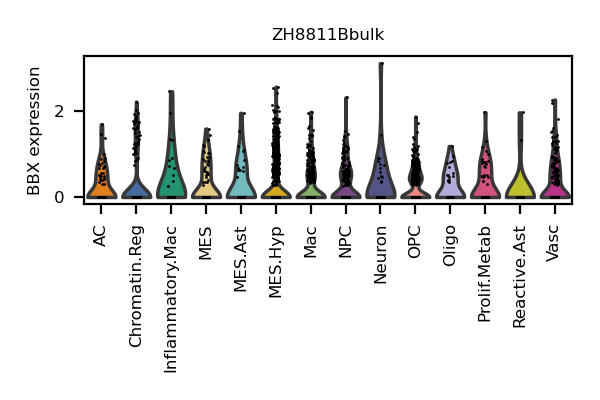 ZH8811Bbulk
BBX expression
2
0
AC
Chromatin.Reg
Inflammatory.Mac
MES
MES.Ast
MES.Hyp
Mac
NPC
Neuron
OPC
Oligo
Prolif.Metab
Reactive.Ast
Vasc